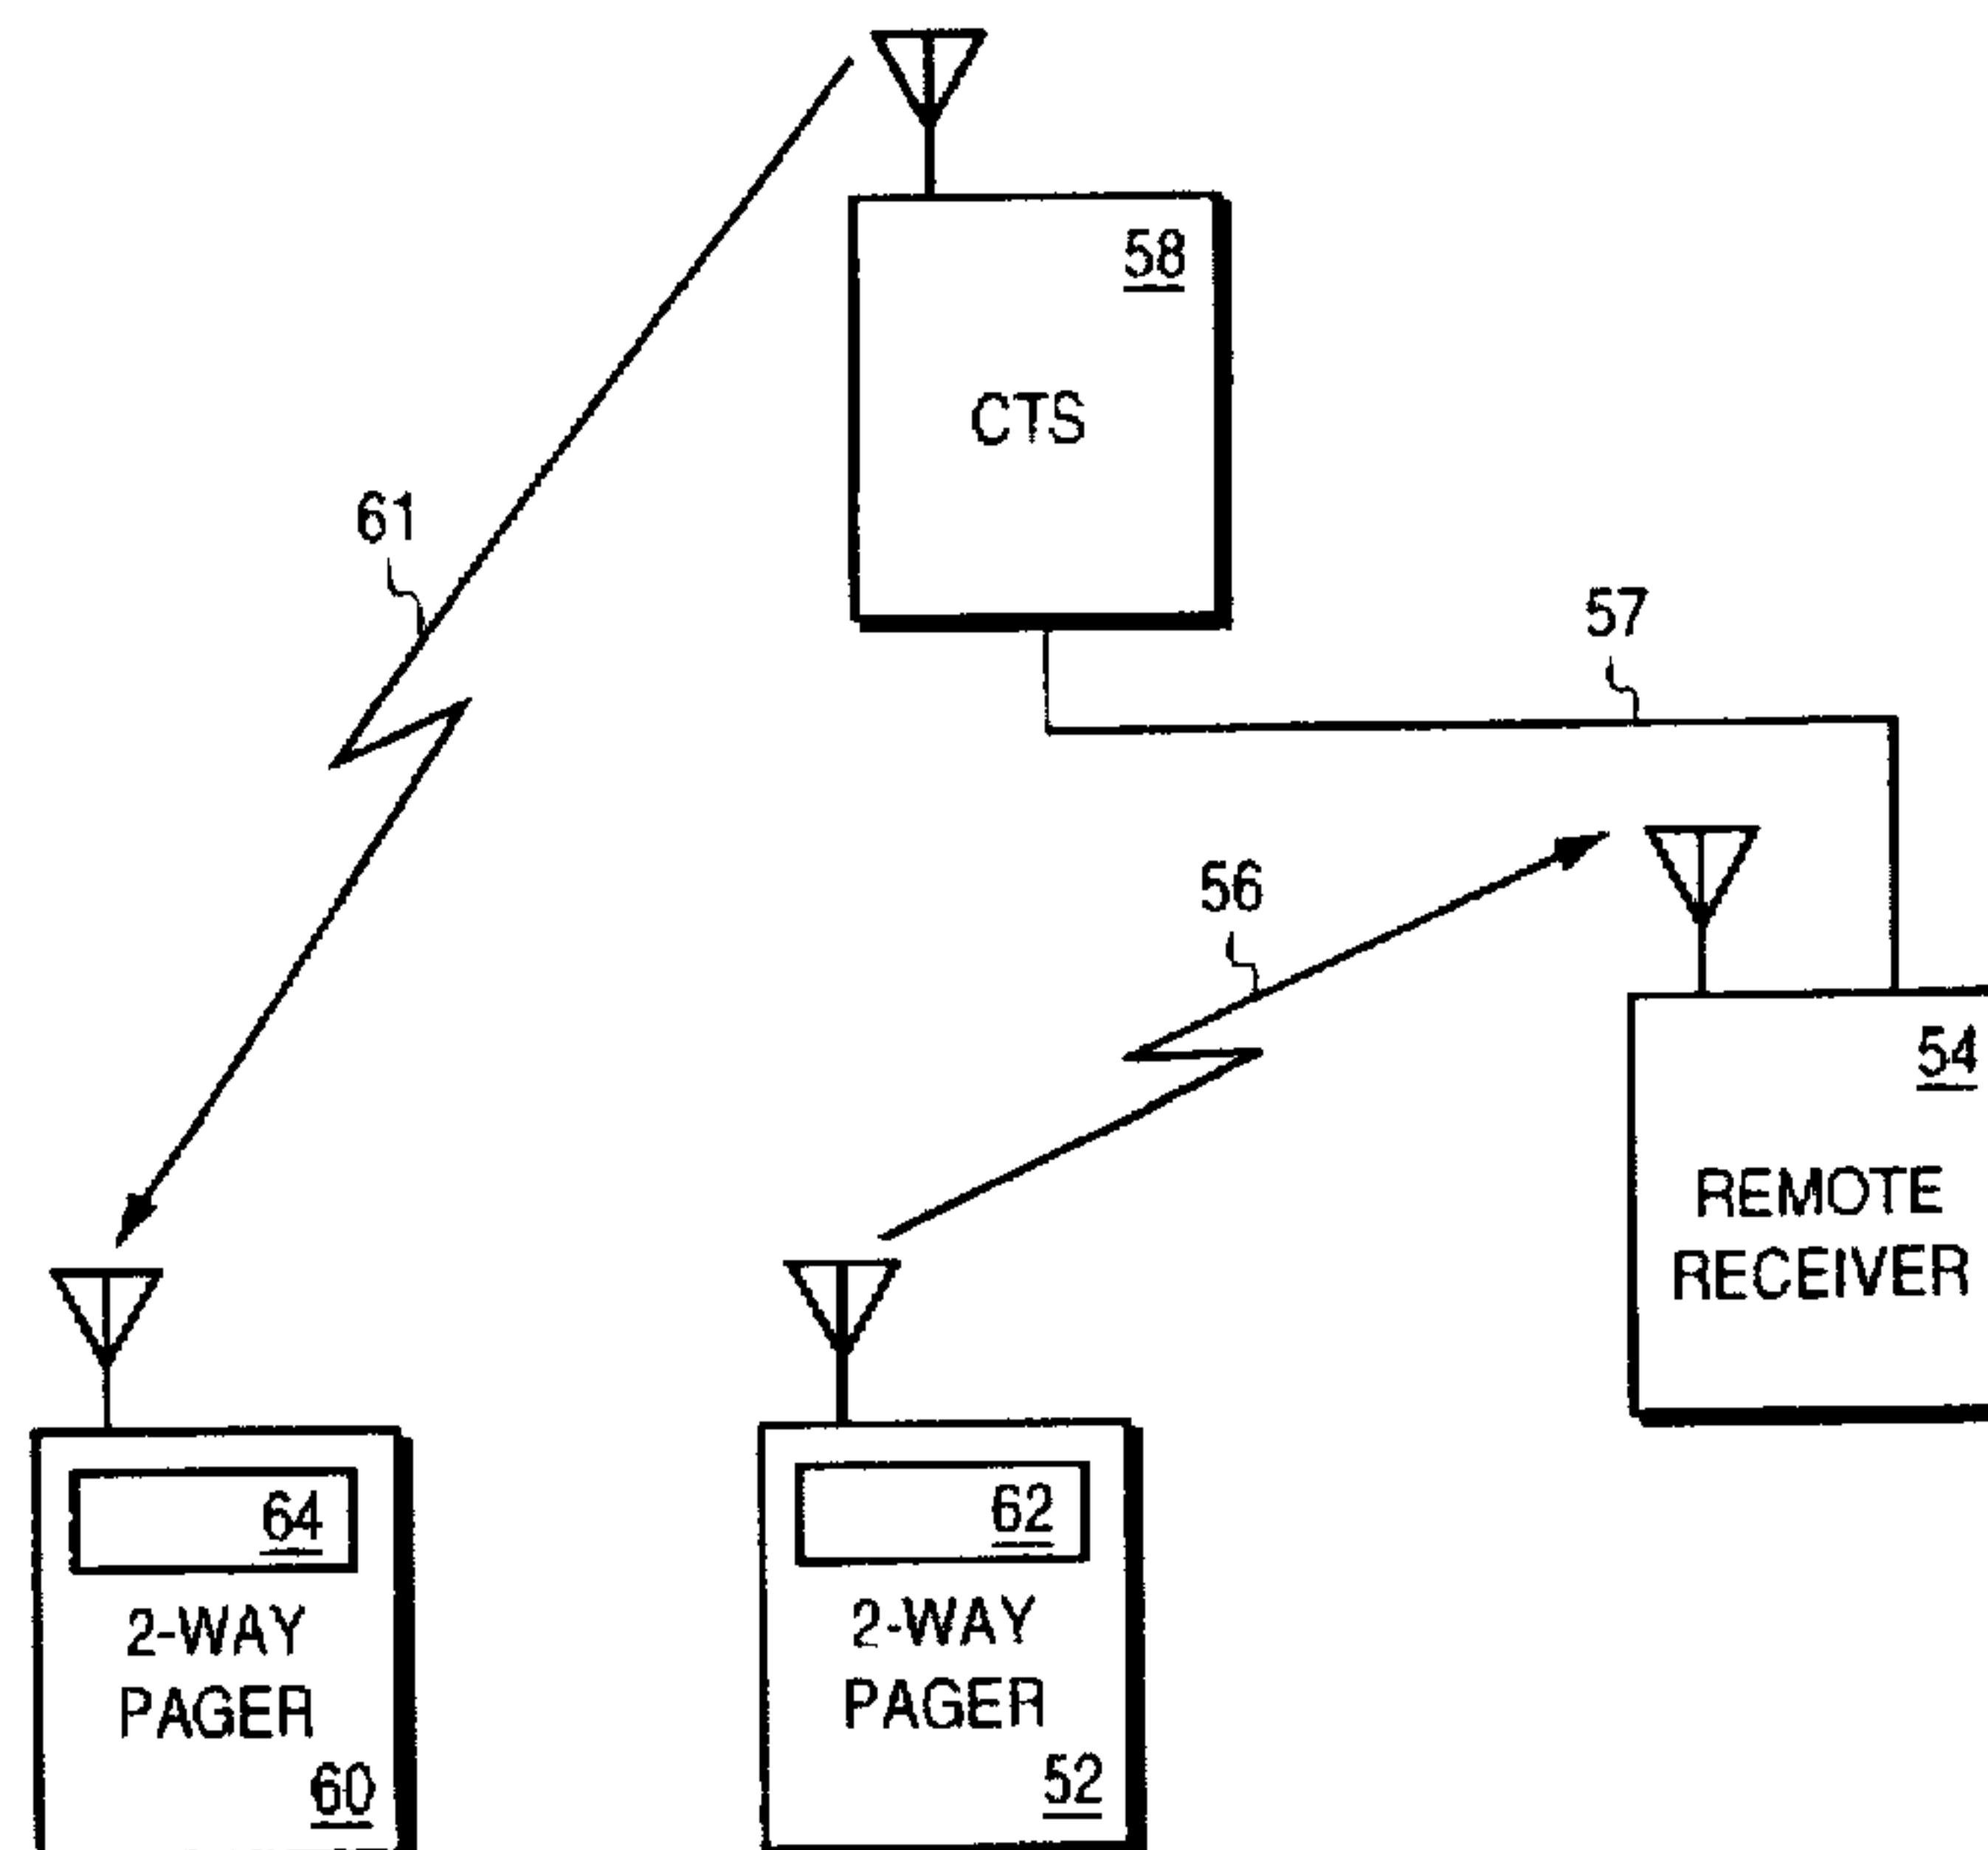 58
CTS
61
57
56
54
REMOTE
RECEIVER
64
2-WAY
PAGER
60
62
2-WAY
PAGER
52